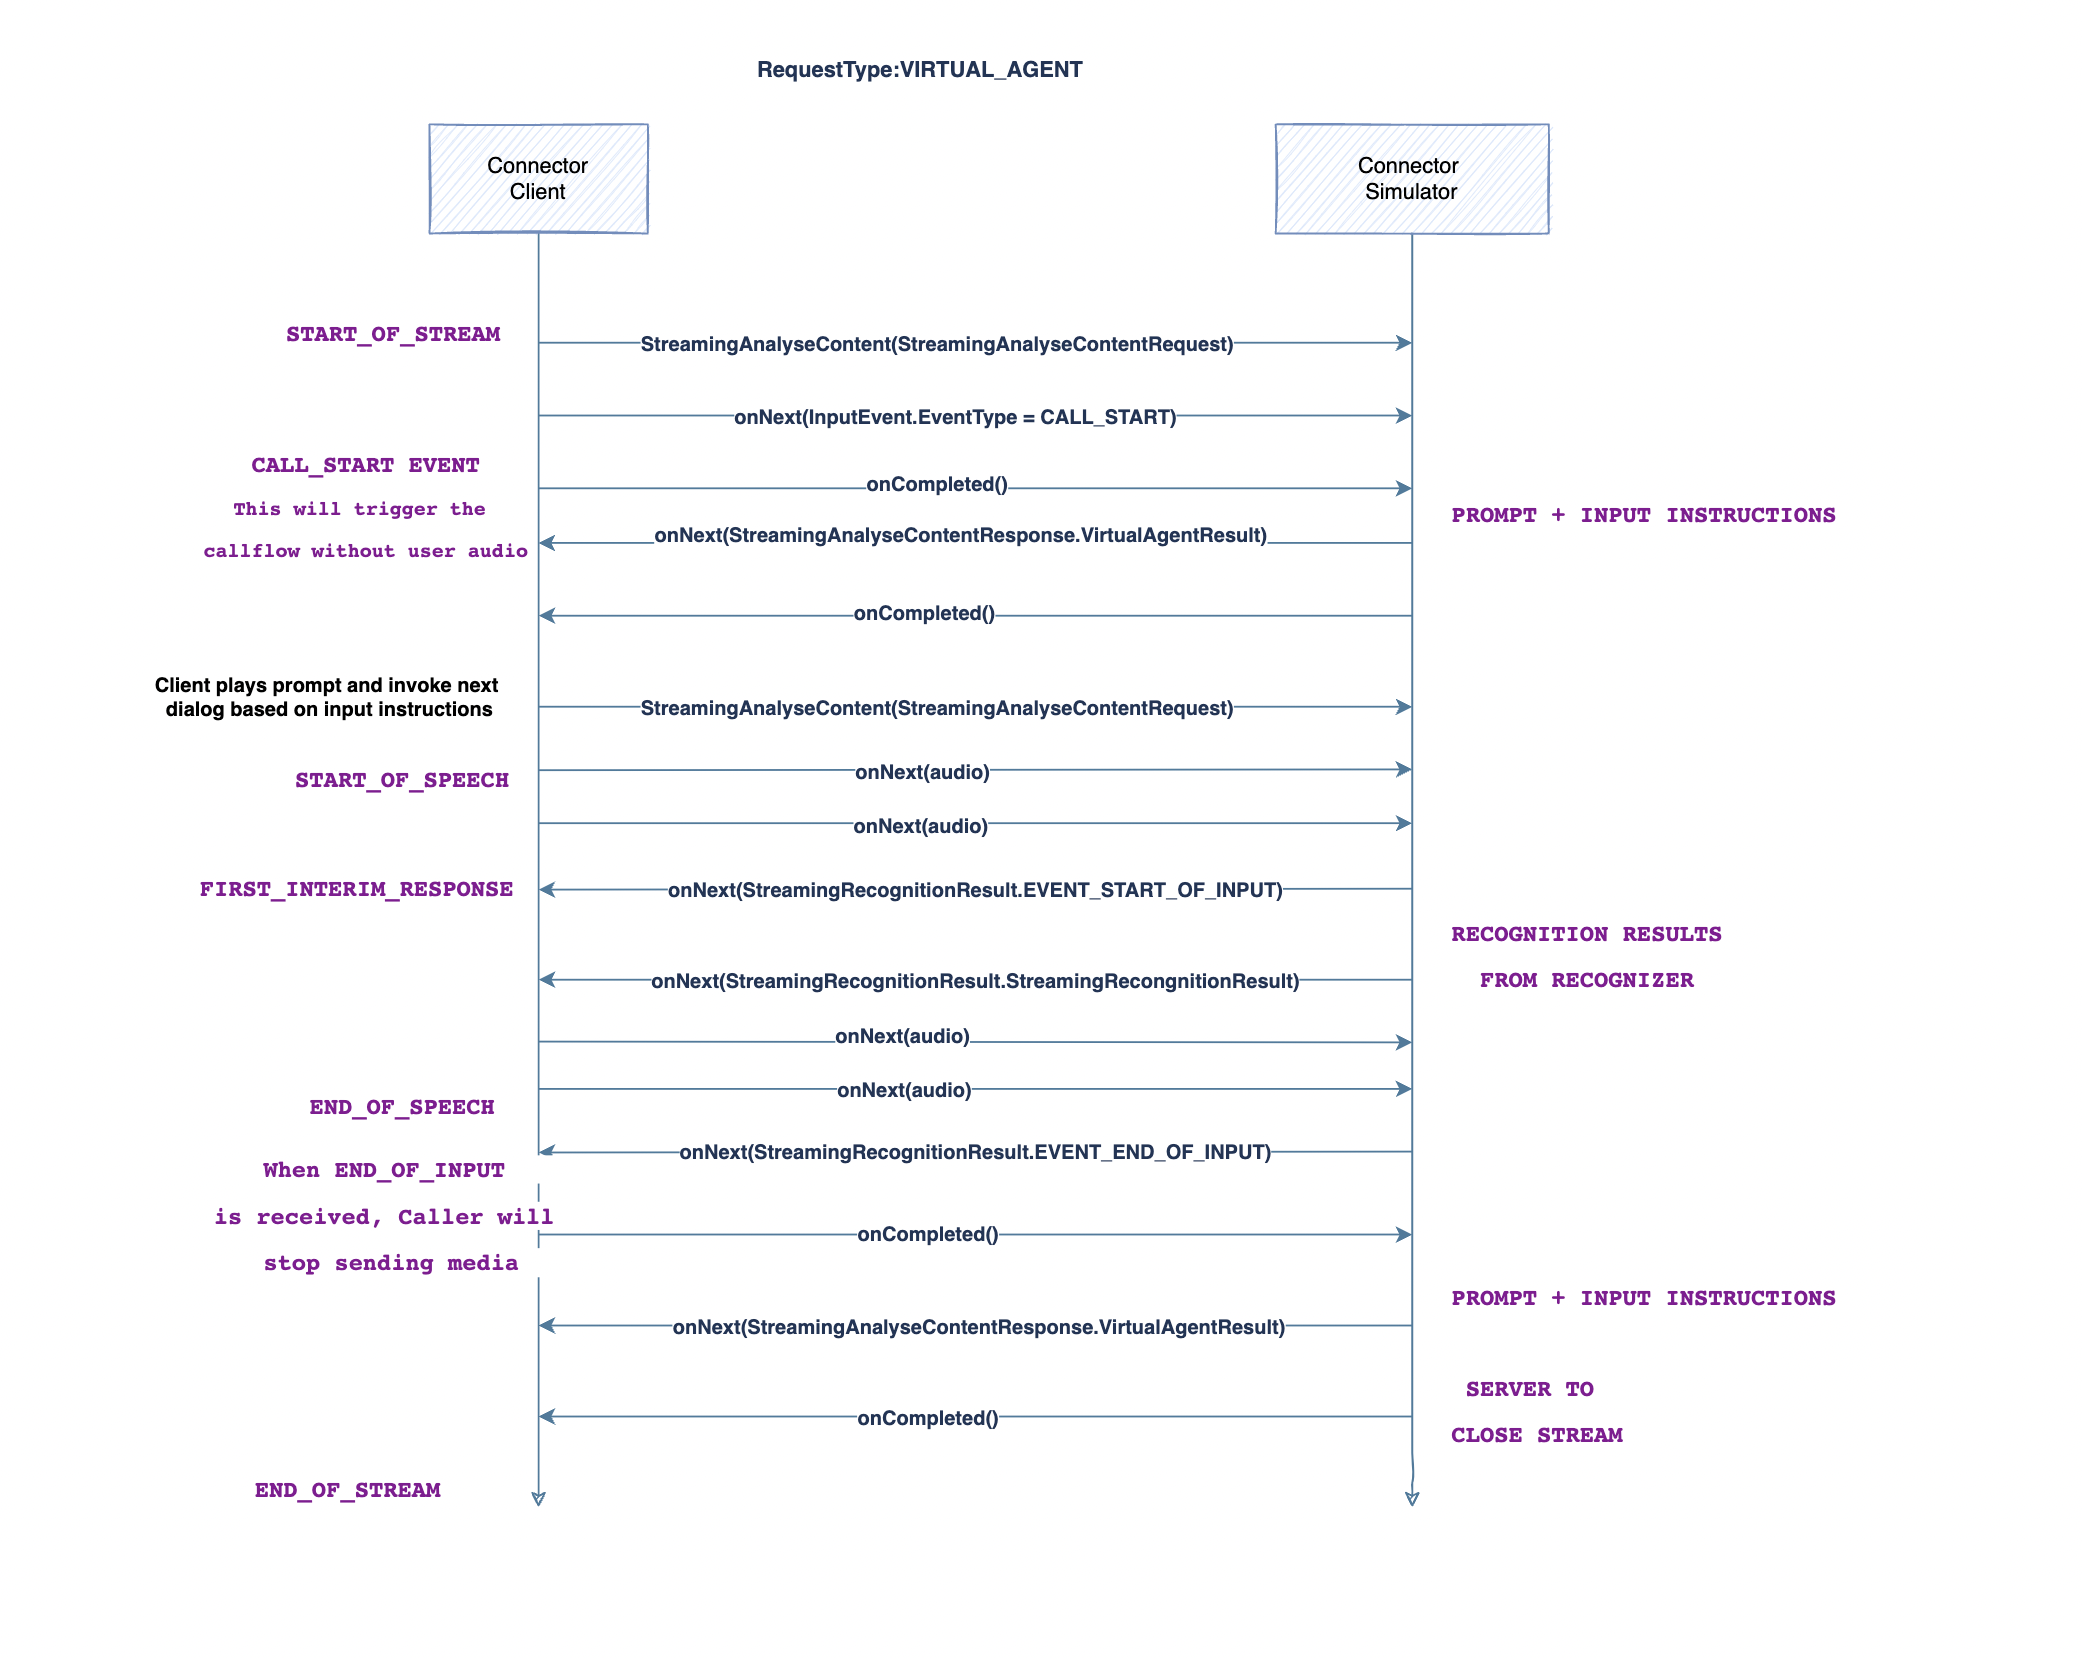 RequestType:VIRTUAL_AGENT
Connector
Client
Connector
Simulator
START_OF_STREAM
StreamingAnalyseContent(StreamingAnalyseContentRequest)
onNext(InputEvent.EventType = CALL_START)
CALL_START EVENT
This will trigger the
callflow without user audio
onCompleted()
PROMPT + INPUT INSTRUCTIONS
onNext(StreamingAnalyseContentResponse.VirtualAgentResult)
onCompleted()
Client plays prompt and invoke next
dialog based on input instructions
StreamingAnalyseContent(StreamingAnalyseContentRequest)
START_OF_SPEECH
onNext(audio)
onNext(audio)
FIRST_INTERIM_RESPONSE
onNext(StreamingRecognitionResult.EVENT_START_OF_INPUT)
RECOGNITION RESULTS
FROM RECOGNIZER
onNext(StreamingRecognitionResult.StreamingRecongnitionResult)
onNext(audio)
onNext(audio)
END_OF_SPEECH
onNext(StreamingRecognitionResult.EVENT_END_OF_INPUT)
When END_OF_INPUT
is received, Caller will
stop sending media
onCompleted()
PROMPT + INPUT INSTRUCTIONS
onNext(StreamingAnalyseContentResponse.VirtualAgentResult)
SERVER TO
CLOSE STREAM
onCompleted()
END_OF_STREAM